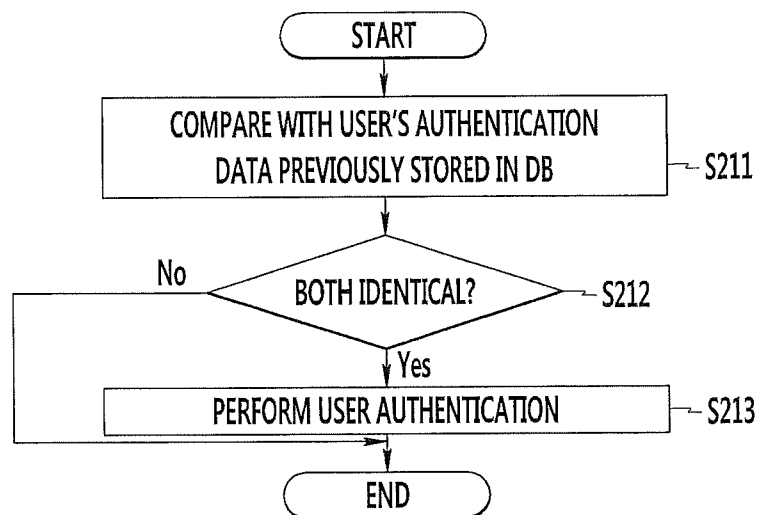 START
COMPARE WITH USER'S AUTHENTICATION
DATA PREVIOUSLY STORED IN DB
S211
No
BOTH IDENTICAL?
S212
Yes
PERFORM USER AUTHENTICATION
S213
END